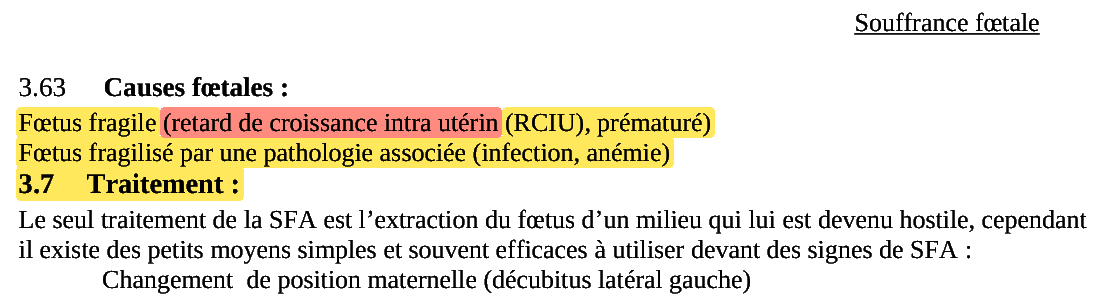 Souffrance fœtale
3.63 Causes fœtales :
Fœtus fragile (retard de croissance intra utérin (RCIU), prématuré)
Fœtus fragilisé par une pathologie associée (infection, anémie)
3.7 Traitement :
Le seul traitement de la SFA est l’extraction du fœtus d’un milieu qui lui est devenu hostile, cependant
il existe des petits moyens simples et souvent efficaces à utiliser devant des signes de SFA :
Changement de position maternelle (décubitus latéral gauche)